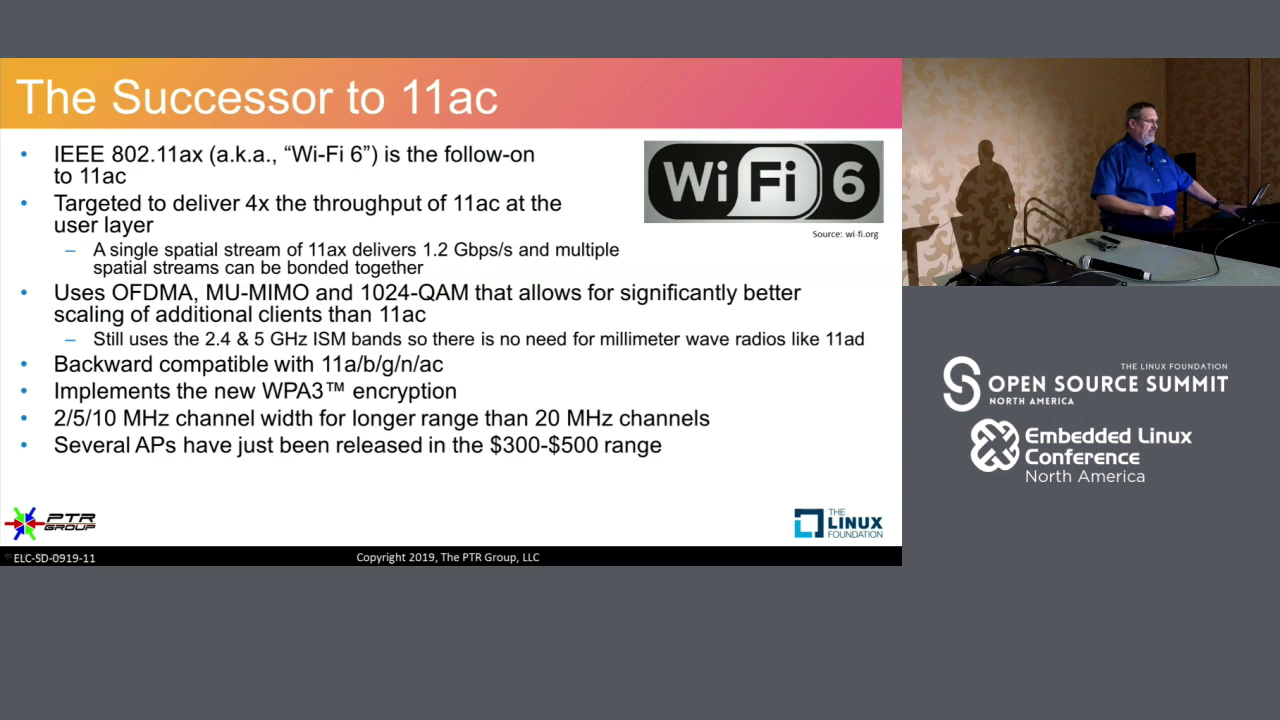 The Successor to 11ac
• IEEE 802.11ax (a.k.a., “Wi-Fi 6”) is the follow-on
to 11ac
• Targeted to deliver 4x the throughput of 11ac at the
user layer
– A single spatial stream of 11ax delivers 1.2 Gbps/s and multiple
spatial streams can be bonded together
• Uses OFDMA, MU-MIMO and 1024-QAM that allows for significantly better
scaling of additional clients than 11ac
– Still uses the 2.4 & 5 GHz ISM bands so there is no need for millimeter wave radios like 11ad
• Backward compatible with 11a/b/g/n/ac
• Implements the new WPA3™ encryption
• 2/5/10 MHz channel width for longer range than 20 MHz channels
• Several APs have just been released in the $300-$500 range
Wi Fi 6
Source: wi-fi.org
PTR
GROUP
THE
LINUX
FOUNDATION
ELC-SD-0919-11
Copyright 2019, The PTR Group, LLC
THE LINUX FOUNDATION
OPEN SOURCE SUMMIT
NORTH AMERICA
Embedded Linux
Conference
North America